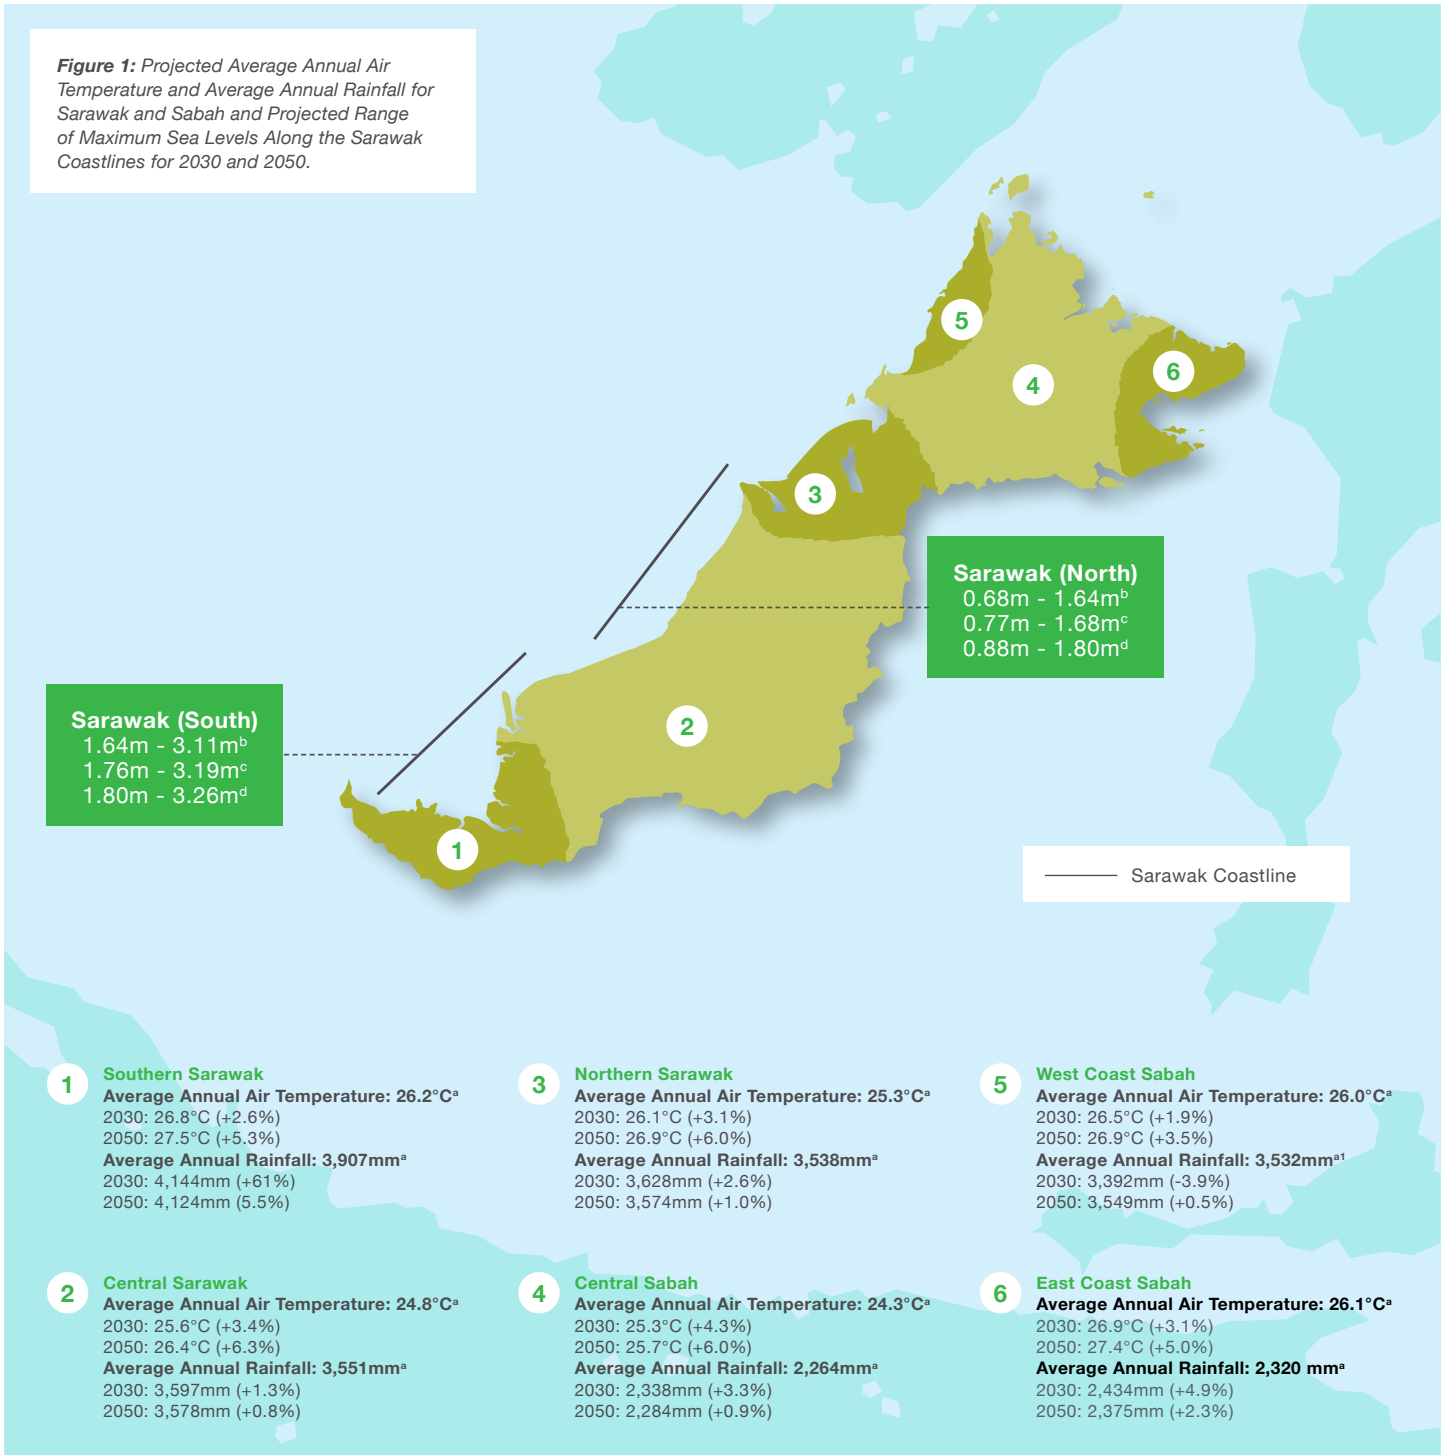 Figure 1: Projected Average Annual Air
Temperature and Average Annual Rainfall for
Sarawak and Sabah and Projected Range
of Maximum Sea Levels Along the Sarawak
Coastlines for 2030 and 2050.
5
6
4
3
Sarawak (North)
0.68m - 1.64mᵇ
0.77m - 1.68mᶜ
0.88m - 1.80mᵈ
Sarawak (South)
1.64m - 3.11mᵇ
1.76m - 3.19mᶜ
1.80m - 3.26mᵈ
2
1
Sarawak Coastline
1
Southern Sarawak
Average Annual Air Temperature: 26.2°Cᵃ
2030: 26.8°C (+2.6%)
2050: 27.5°C (+5.3%)
Average Annual Rainfall: 3,907mmᵃ
2030: 4,144mm (+61%)
2050: 4,124mm (5.5%)
2
Central Sarawak
Average Annual Air Temperature: 24.8°Cᵃ
2030: 25.6°C (+3.4%)
2050: 26.4°C (+6.3%)
Average Annual Rainfall: 3,551mmᵃ
2030: 3,597mm (+1.3%)
2050: 3,578mm (+0.8%)
3
Northern Sarawak
Average Annual Air Temperature: 25.3°Cᵃ
2030: 26.1°C (+3.1%)
2050: 26.9°C (+6.0%)
Average Annual Rainfall: 3,538mmᵃ
2030: 3,628mm (+2.6%)
2050: 3,574mm (+1.0%)
4
Central Sabah
Average Annual Air Temperature: 24.3°Cᵃ
2030: 25.3°C (+4.3%)
2050: 25.7°C (+6.0%)
Average Annual Rainfall: 2,264mmᵃ
2030: 2,338mm (+3.3%)
2050: 2,284mm (+0.9%)
5
West Coast Sabah
Average Annual Air Temperature: 26.0°Cᵃ
2030: 26.5°C (+1.9%)
2050: 26.9°C (+3.5%)
Average Annual Rainfall: 3,532mmᵃ¹
2030: 3,392mm (-3.9%)
2050: 3,549mm (+0.5%)
6
East Coast Sabah
Average Annual Air Temperature: 26.1°Cᵃ
2030: 26.9°C (+3.1%)
2050: 27.4°C (+5.0%)
Average Annual Rainfall: 2,320 mmᵃ
2030: 2,434mm (+4.9%)
2050: 2,375mm (+2.3%)